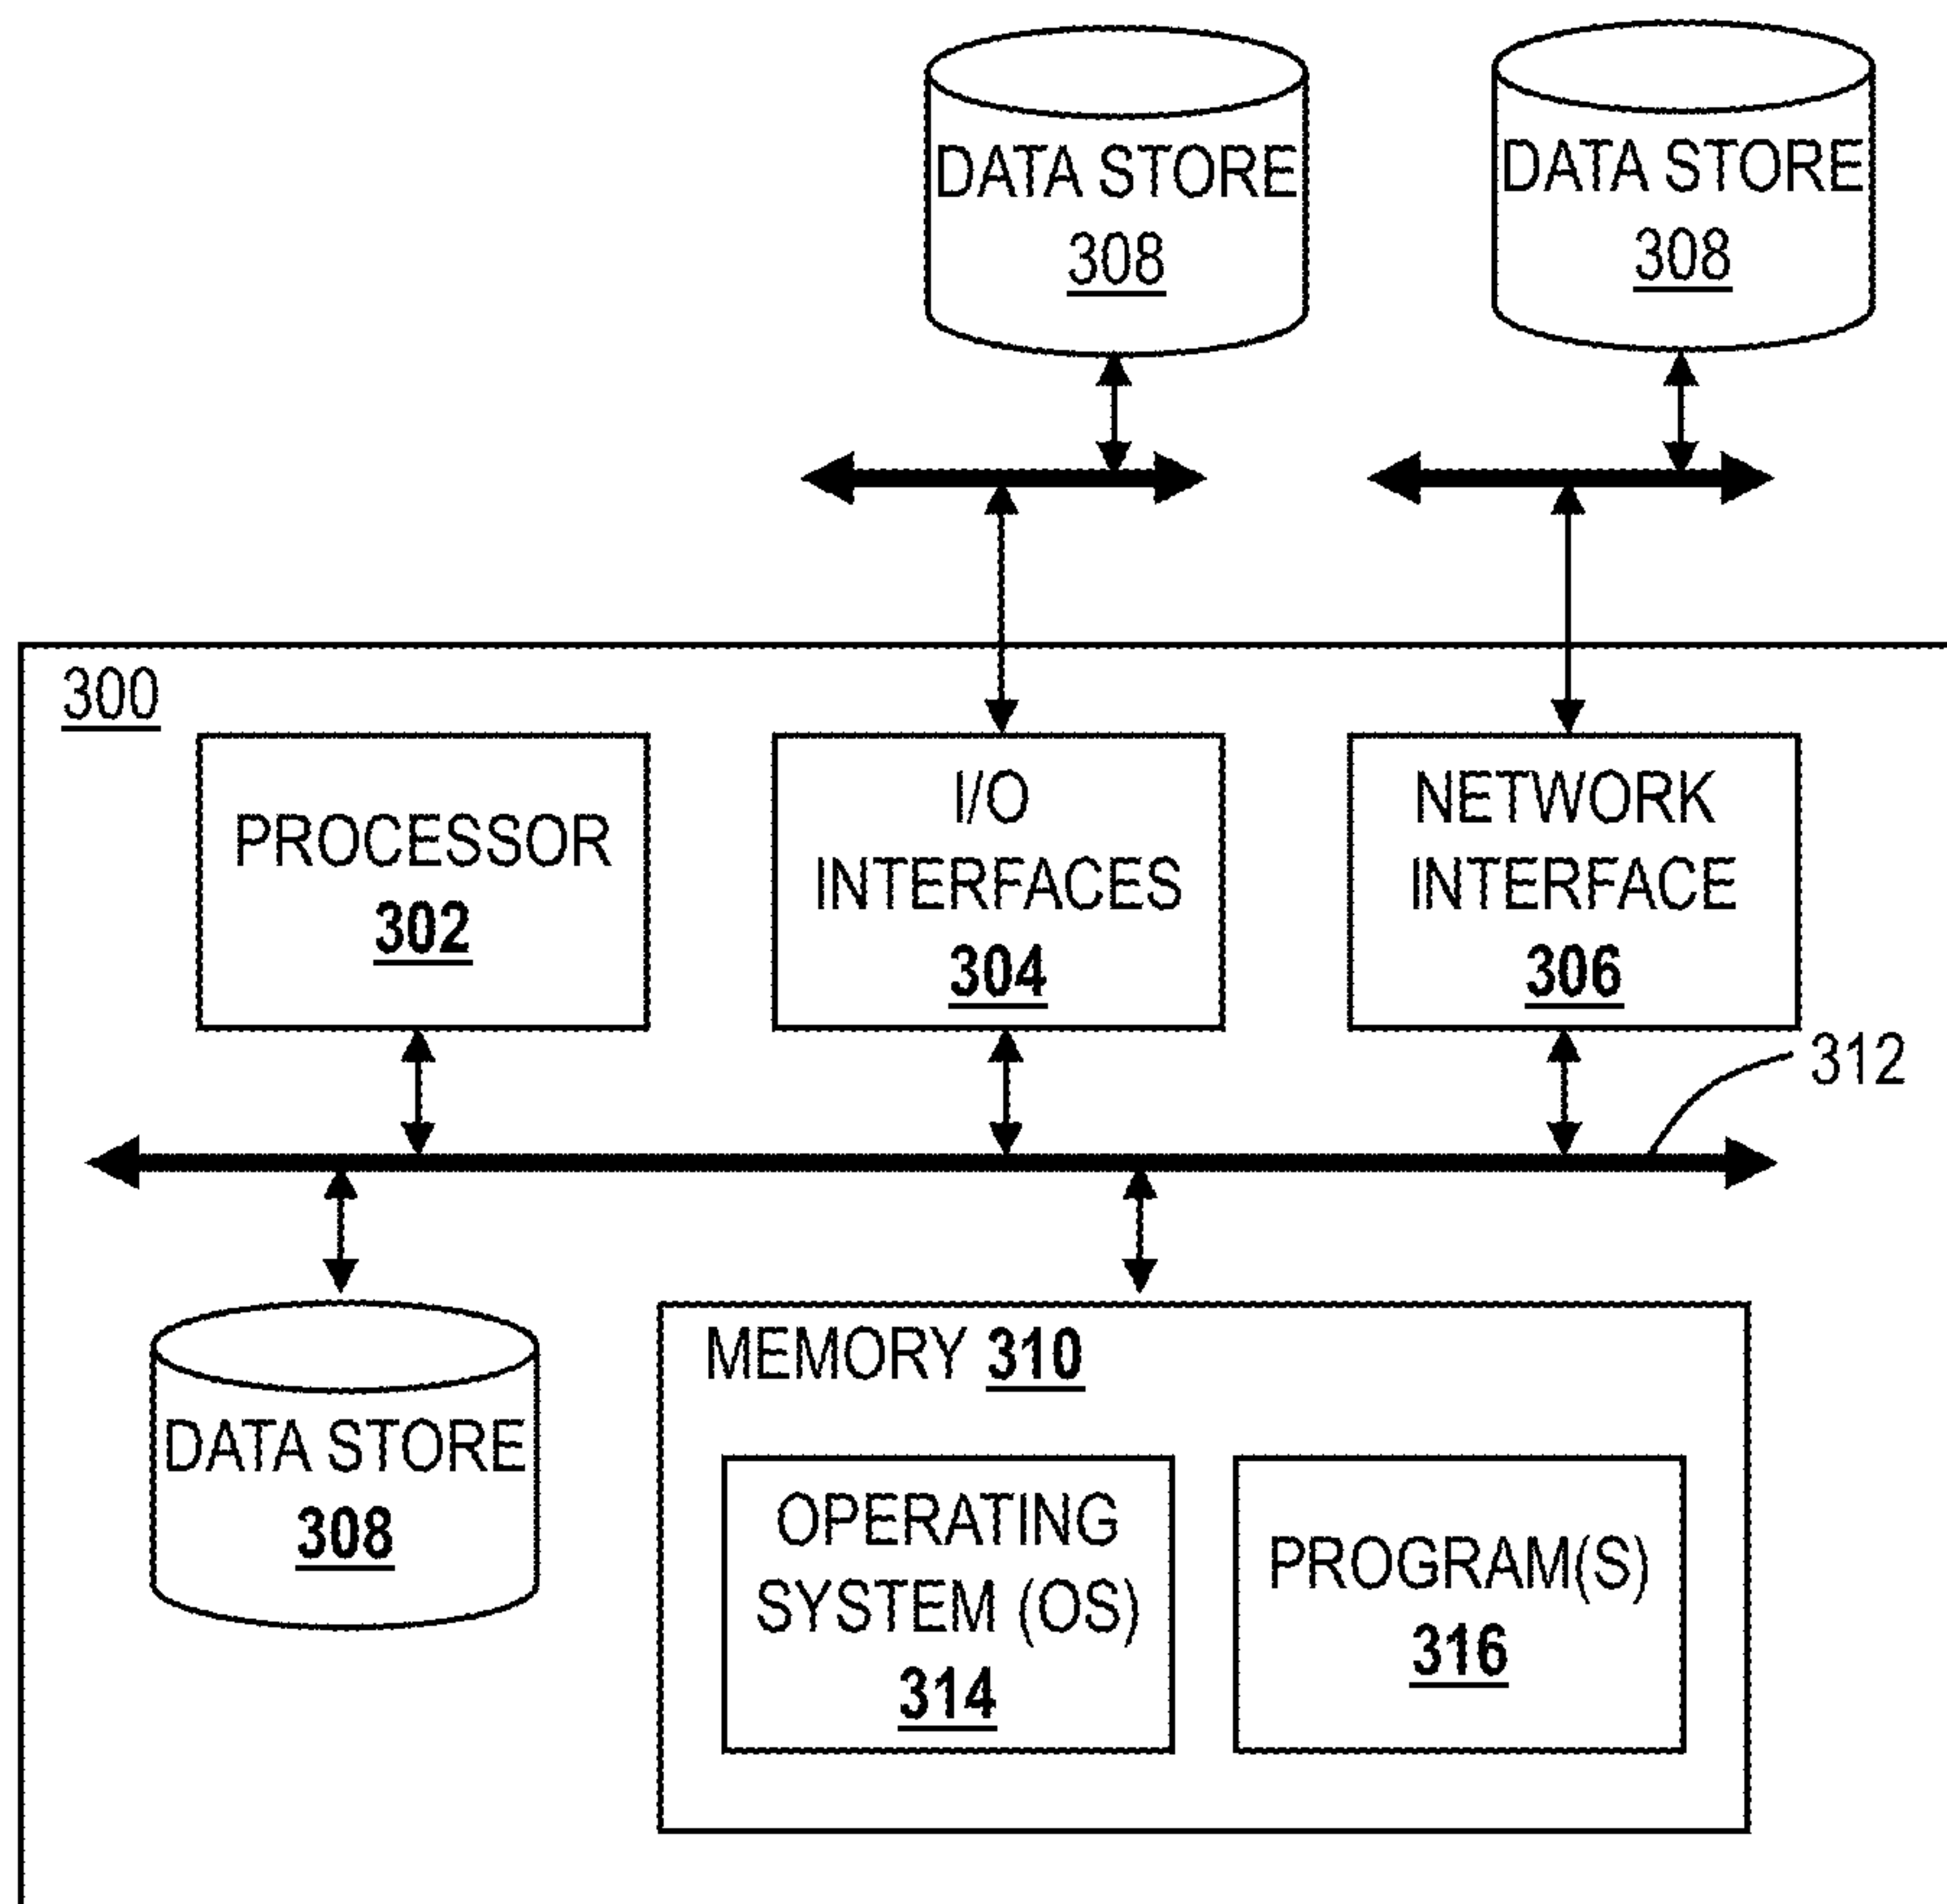 DATA STORE
308
DATA STORE
308
300
PROCESSOR
302
I/O
INTERFACES
304
NETWORK
INTERFACE
306
312
DATA STORE
308
MEMORY 310
OPERATING
SYSTEM (OS)
314
PROGRAM(S)
316